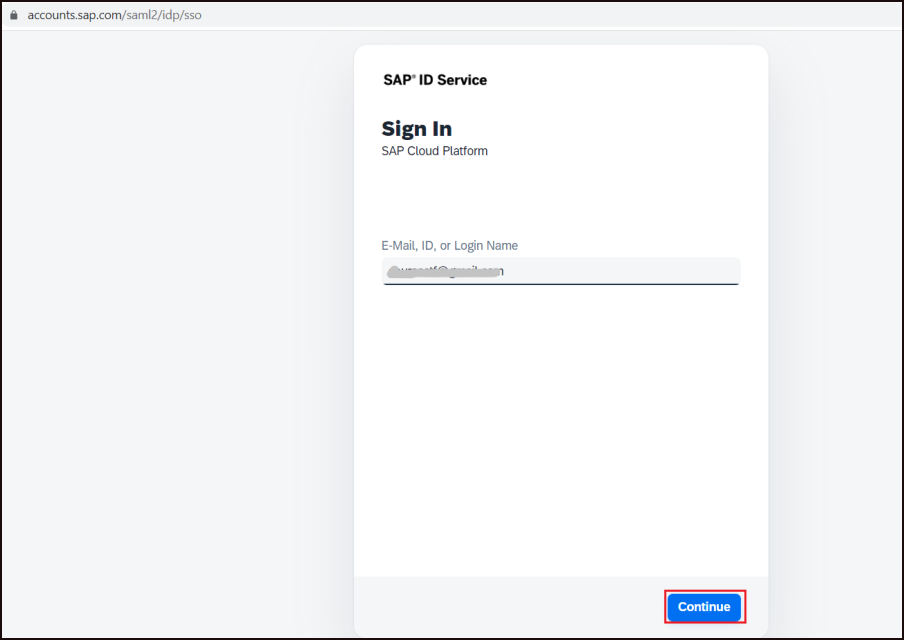 accounts.sap.com/saml2/idp/sso
SAP® ID Service
Sign In
SAP Cloud Platform
E-Mail, ID, or Login Name
Continue